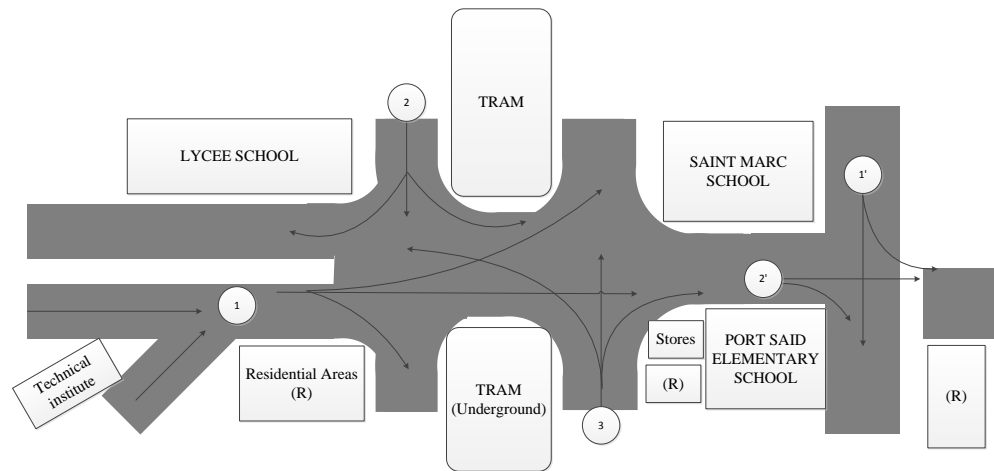 2
TRAM
LYCEE SCHOOL
SAINT MARC
SCHOOL
1'
2'
1
Technical
institute
Residential Areas
(R)
TRAM
(Underground)
Stores
(R)
PORT SAID
ELEMENTARY
SCHOOL
(R)
3